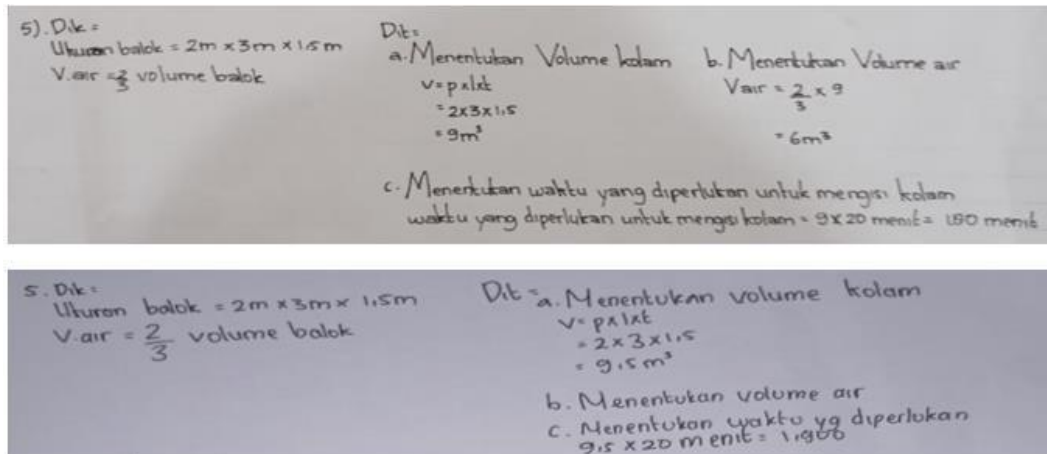 5). Dik =
Ukuran balok = 2m x 3m x 1,5m
V.air = 2/3 volume balok
Dit =
a. Menentukan Volume kolam
V = p x l x t
= 2x3x1,5
= 9m³
b. Menentukan Volume air
Vair = 2/3 x 9
= 6m³
c. Menentukan waktu yang diperlukan untuk mengisi kolam
waktu yang diperlukan untuk mengisi kolam = 9 x 20 menit = 180 menit
5. Dik =
Ukuran balok = 2m x 3m x 1,5m
V.air = 2/3 volume balok
Dit = a. Menentukan volume kolam
V = p x l x t
= 2 x 3 x 1,5
= 9,5 m³
b. Menentukan volume air
c. Menentukan waktu yg diperlukan
9,5 x 20 menit = 1,900